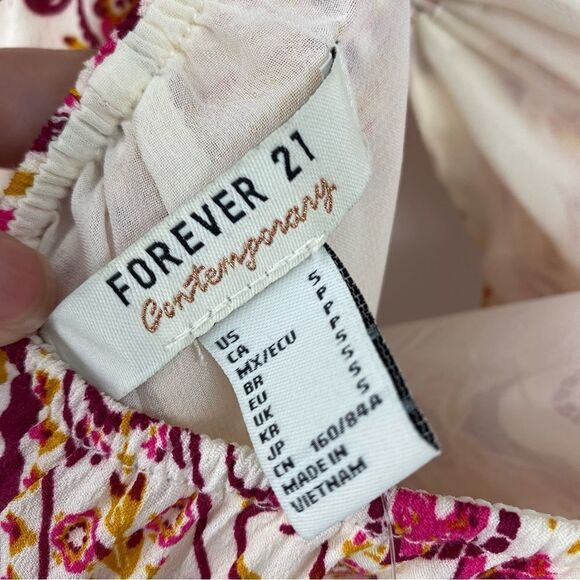 FOREVER 21
Contemporary
US S
CA P
MX/ECU P
BR P
EU S
UK S
KR S
JP S
CN 160/84A
MADE IN
VIETNAM